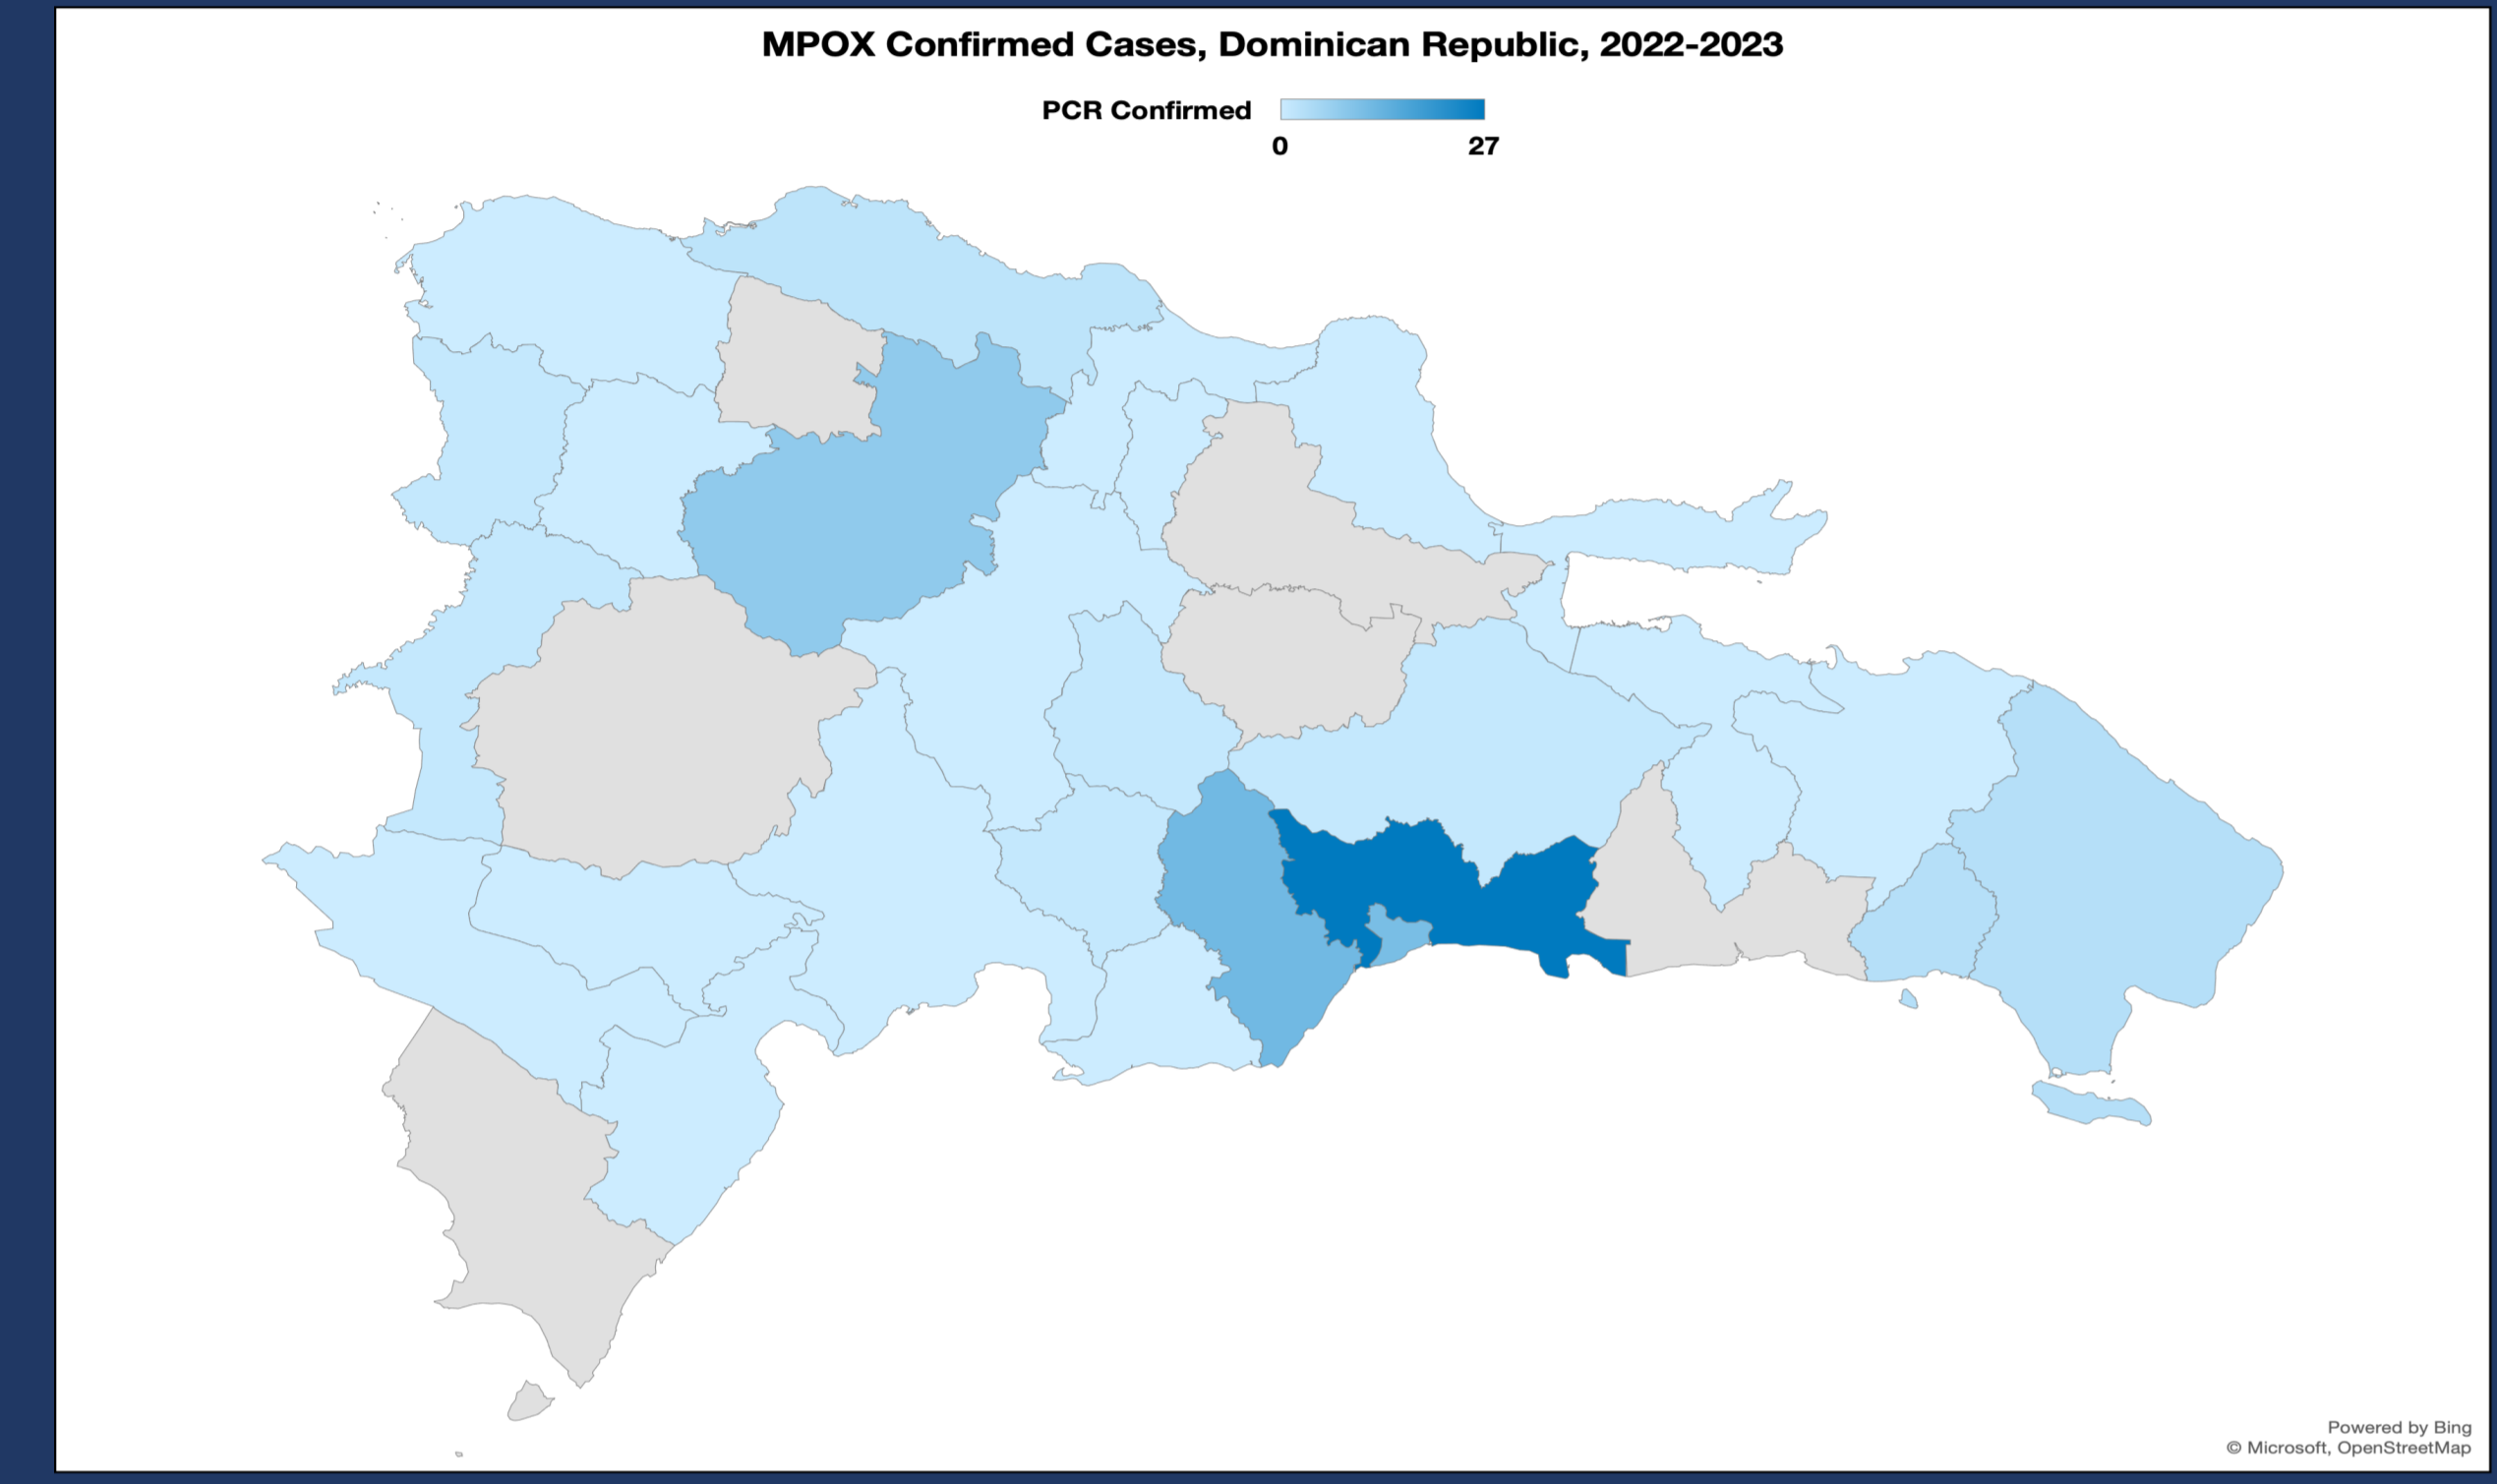 MPOX Confirmed Cases, Dominican Republic, 2022-2023
PCR Confirmed
0 27
Powered by Bing
© Microsoft, OpenStreetMap